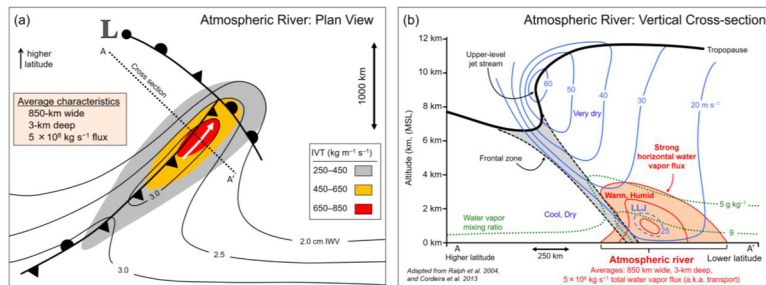 (a)
Atmospheric River: Plan View
L
higher
latitude
A
Cross section
1000 km
Average characteristics
850-km wide
3-km deep
5 × 10⁸ kg s⁻¹ flux
IVT (kg m⁻¹ s⁻¹)
250–450
450–650
650–850
A'
3.0
2.0 cm IWV
2.5
3.0
(b)
Atmospheric River: Vertical Cross-section
12 km
10 km
8 km
6 km
4 km
2 km
0 km
Altitude (km, (MSL)
Upper-level
jet stream
Tropopause
60
50
40
30
20 m s⁻¹
Very dry
Frontal zone
Strong
horizontal water
vapor flux
Warm, Humid
5 g kg⁻¹
Cool, Dry
LLJ
25
Water vapor
mixing ratio
9
A
Higher latitude
250 km
A'
Lower latitude
Atmospheric river
Adapted from Ralph et al. 2004,
and Cordeira et al. 2013
Averages: 850 km wide, 3-km deep,
5 × 10⁸ kg s⁻¹ total water vapor flux (a.k.a. transport)